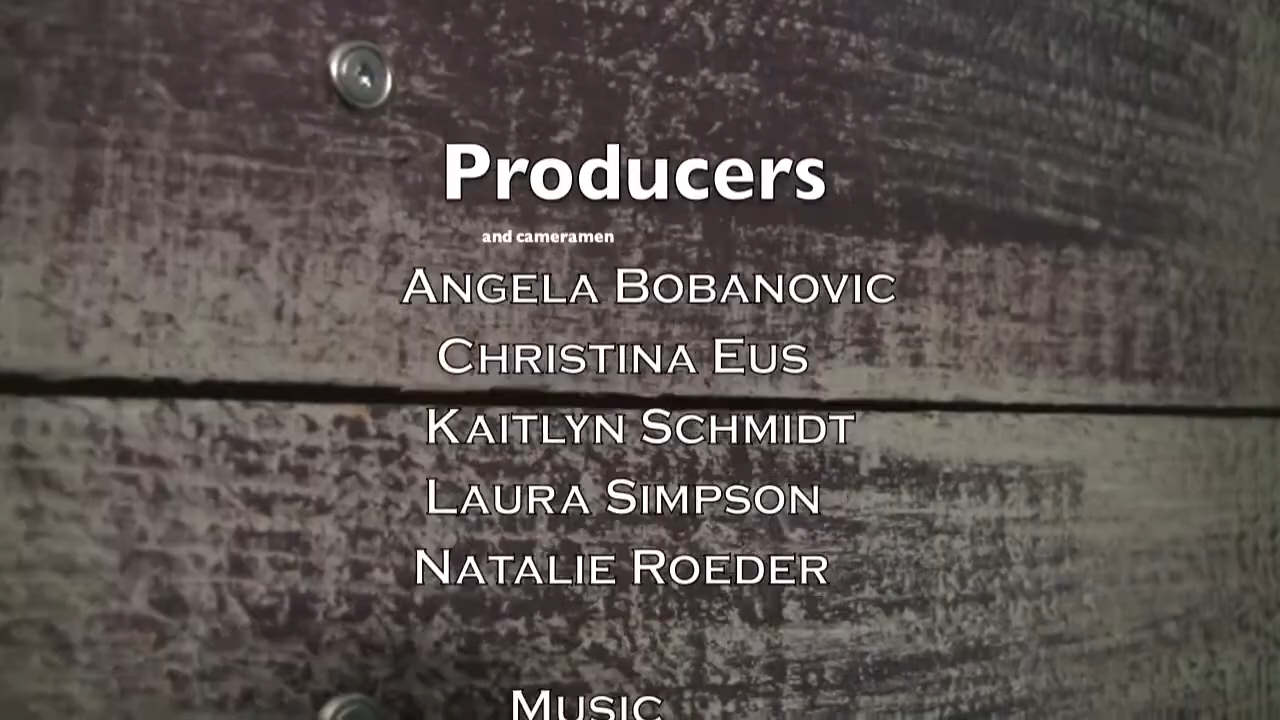 Producers
and cameramen
Angela Bobanovic
Christina Eus
Kaitlyn Schmidt
Laura Simpson
Natalie Roeder
Music